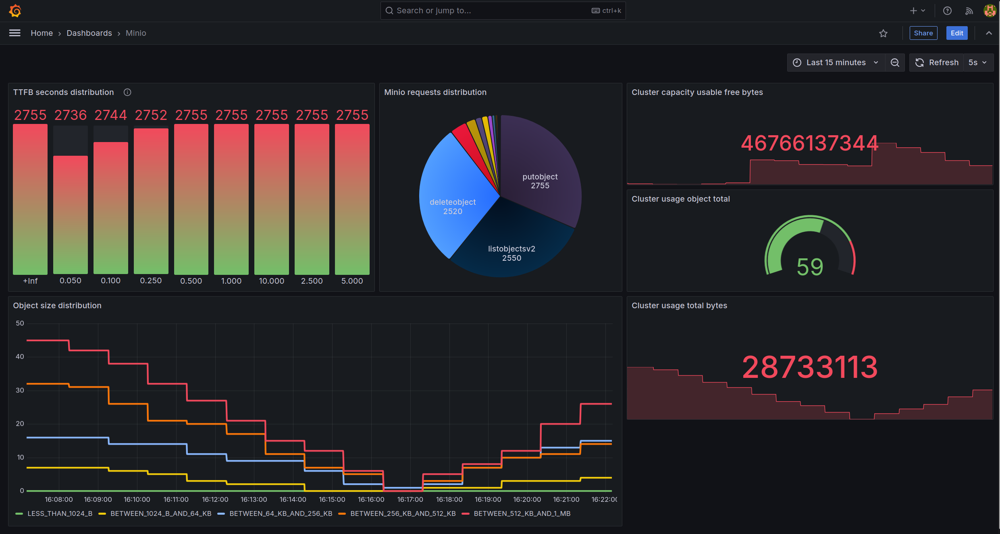 Search or jump to...
ctrl+k
Home › Dashboards › Minio
Share
Edit
Last 15 minutes
Refresh
5s
TTFB seconds distribution
2755 2736 2744 2752 2755 2755 2755 2755 2755
+Inf 0.050 0.100 0.250 0.500 1.000 10.000 2.500 5.000
Minio requests distribution
putobject
2755
deleteobject
2520
listobjectsv2
2550
Cluster capacity usable free bytes
46766137344
Cluster usage object total
59
Object size distribution
50
40
30
20
10
0
16:08:00 16:09:00 16:10:00 16:11:00 16:12:00 16:13:00 16:14:00 16:15:00 16:16:00 16:17:00 16:18:00 16:19:00 16:20:00 16:21:00 16:22:00
LESS_THAN_1024_B BETWEEN_1024_B_AND_64_KB BETWEEN_64_KB_AND_256_KB BETWEEN_256_KB_AND_512_KB BETWEEN_512_KB_AND_1_MB
Cluster usage total bytes
28733113